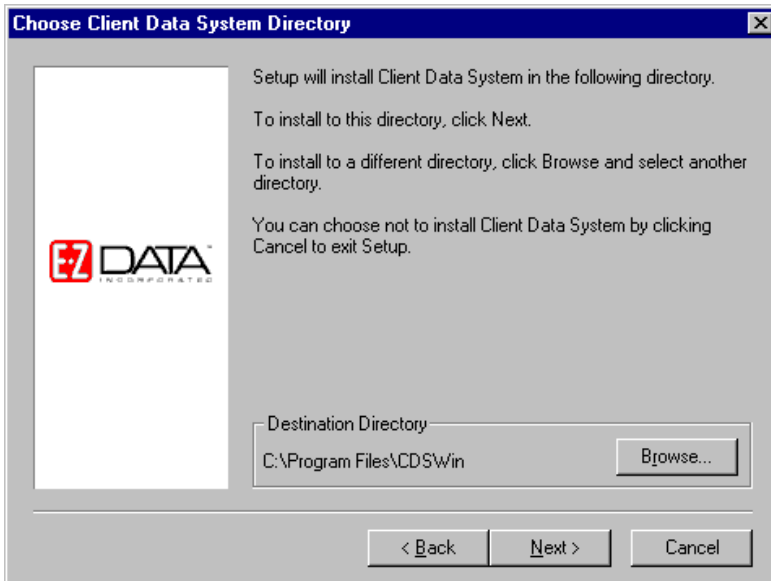 Choose Client Data System Directory
Setup will install Client Data System in the following directory.
To install to this directory, click Next.
To install to a different directory, click Browse and select another
directory.
You can choose not to install Client Data System by clicking
Cancel to exit Setup.
E·Z DATA™
INCORPORATED
Destination Directory
C:\Program Files\CDSWin
Browse...
< Back
Next >
Cancel